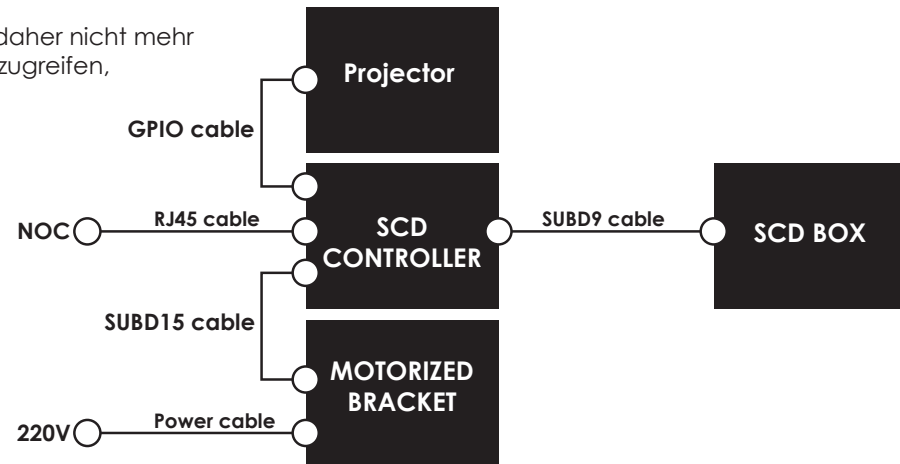 daher nicht mehr
zugreifen,
Projector
GPIO cable
NOC
RJ45 cable
SCD
CONTROLLER
SUBD9 cable
SCD BOX
SUBD15 cable
MOTORIZED
BRACKET
220V
Power cable